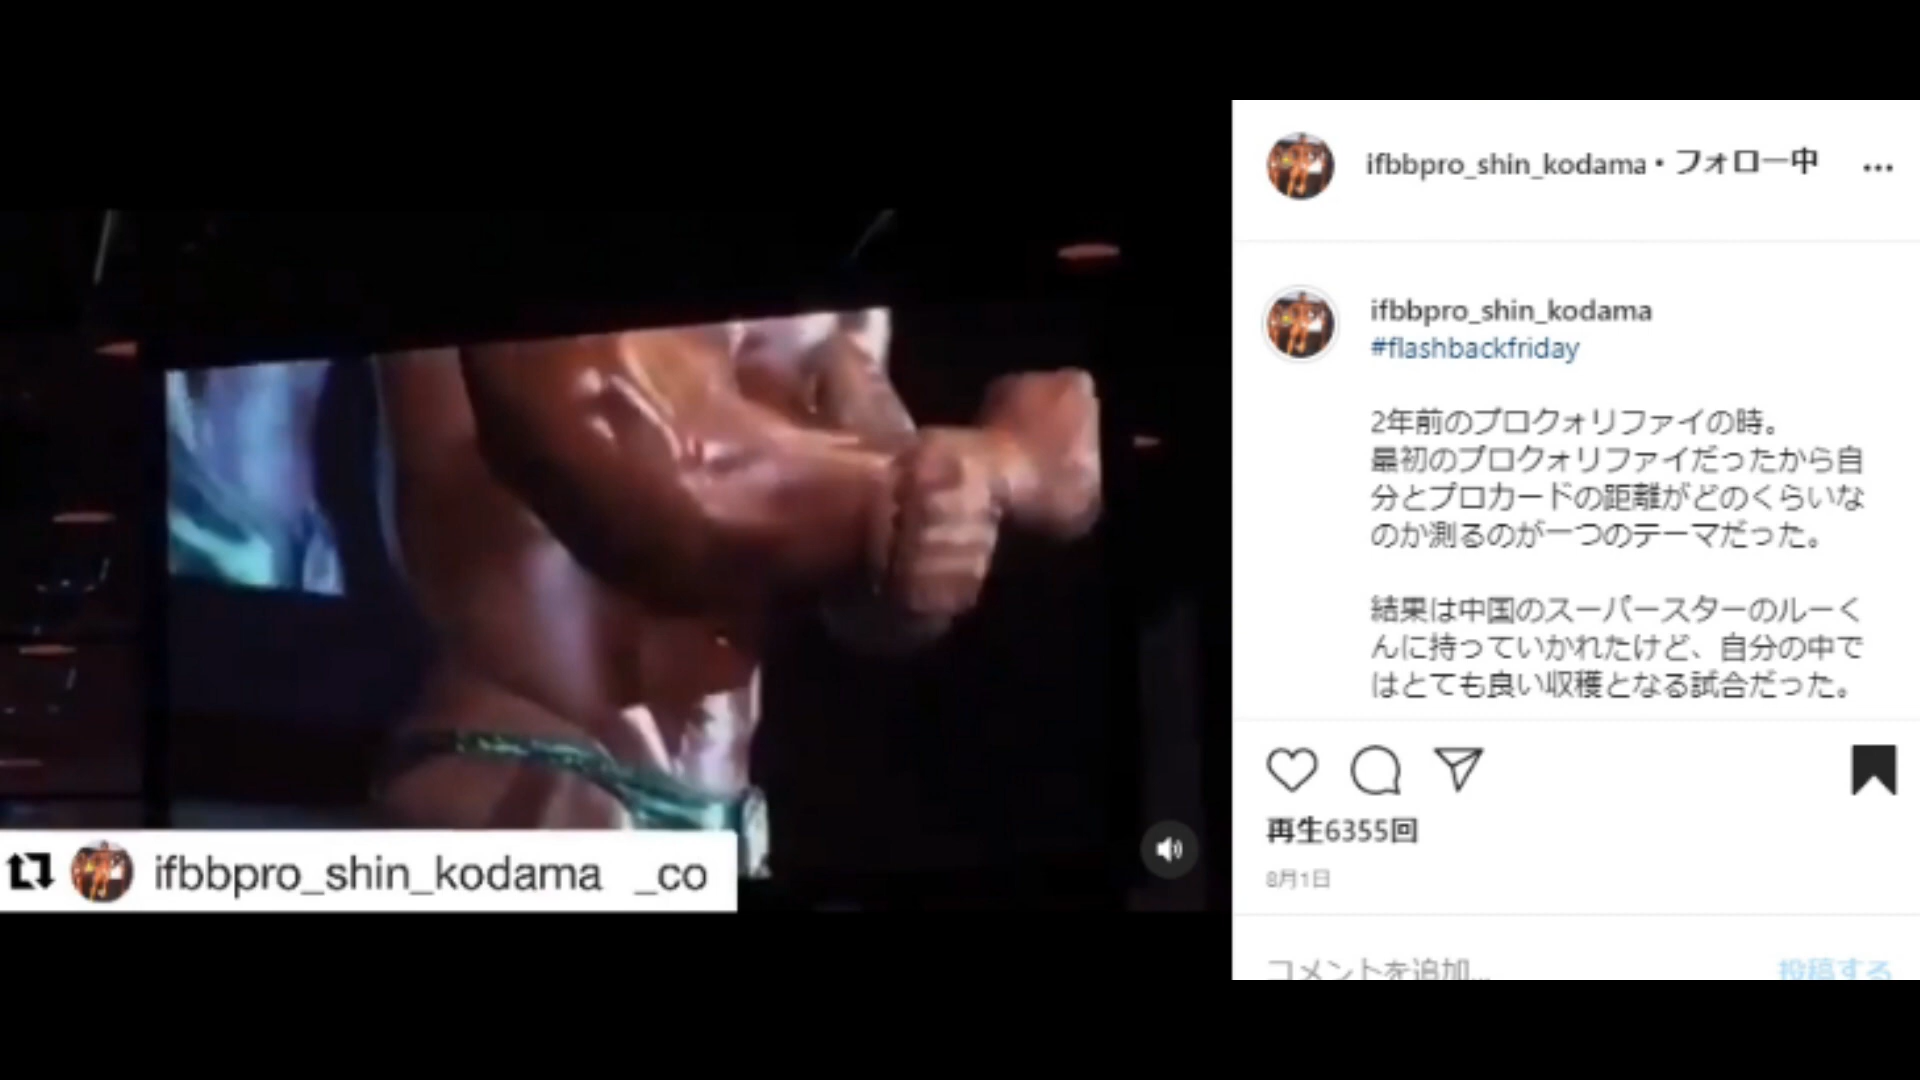 ifbbpro_shin_kodama • フォロー中
ifbbpro_shin_kodama
#flashbackfriday
2年前のプロクォリファイの時。
最初のプロクォリファイだったから自
分とプロカードの距離がどのくらいな
のか測るのが一つのテーマだった。
結果は中国のスーパースターのルーく
んに持っていかれたけど、自分の中で
はとても良い収穫となる試合だった。
再生6355回
8月1日
コメントを追加...
投稿する
ifbbpro_shin_kodama _co